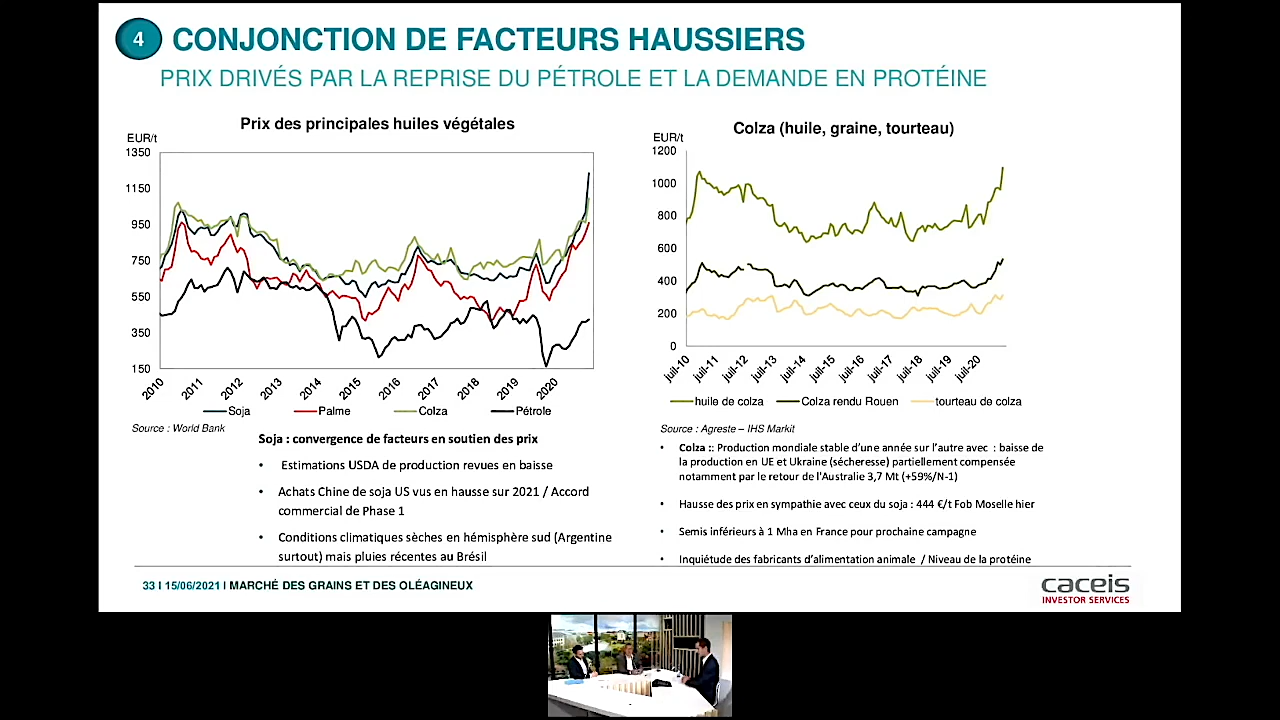 4
CONJONCTION DE FACTEURS HAUSSIERS
PRIX DRIVÉS PAR LA REPRISE DU PÉTROLE ET LA DEMANDE EN PROTÉINE
Prix des principales huiles végétales
EUR/t
1350
1150
950
750
550
350
150
2010 2011 2012 2013 2014 2015 2016 2017 2018 2019 2020
Soja Palme Colza Pétrole
Source : World Bank
Soja : convergence de facteurs en soutien des prix
• Estimations USDA de production revues en baisse
• Achats Chine de soja US vus en hausse sur 2021 / Accord
commercial de Phase 1
• Conditions climatiques sèches en hémisphère sud (Argentine
surtout) mais pluies récentes au Brésil
Colza (huile, graine, tourteau)
EUR/t
1200
1000
800
600
400
200
0
juil-10 juil-11 juil-12 juil-13 juil-14 juil-15 juil-16 juil-17 juil-18 juil-19 juil-20
huile de colza Colza rendu Rouen tourteau de colza
Source : Agreste – IHS Markit
• Colza :: Production mondiale stable d'une année sur l'autre avec : baisse de
la production en UE et Ukraine (sécheresse) partiellement compensée
notamment par le retour de l'Australie 3,7 Mt (+59%/N-1)
• Hausse des prix en sympathie avec ceux du soja : 444 €/t Fob Moselle hier
• Semis inférieurs à 1 Mha en France pour prochaine campagne
• Inquiétude des fabricants d'alimentation animale / Niveau de la protéine
33 I 15/06/2021 I MARCHÉ DES GRAINS ET DES OLÉAGINEUX
caceis
INVESTOR SERVICES